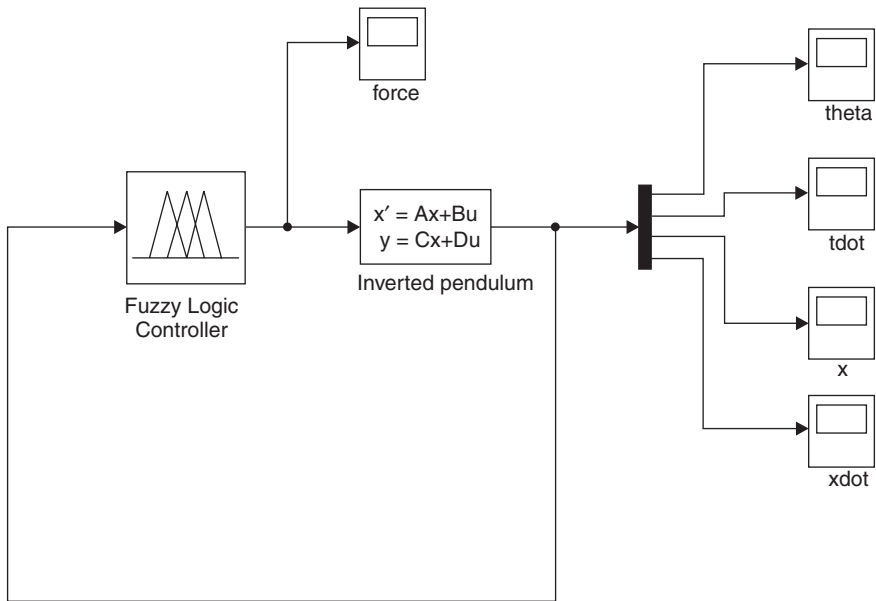 force
theta
x′ = Ax+Bu
y = Cx+Du
tdot
Inverted pendulum
Fuzzy Logic
Controller
x
xdot